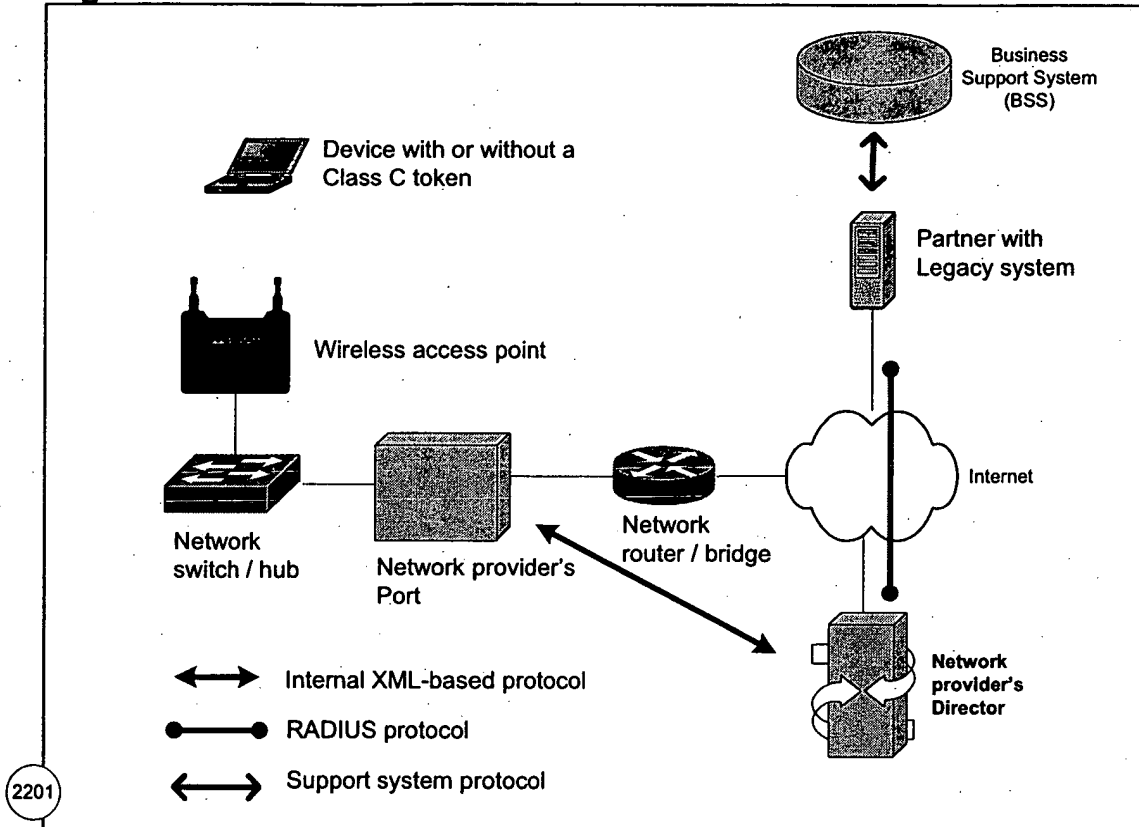 Business
Support System
(BSS)
Device with or without a
Class C token
Partner with
Legacy system
Wireless access point
Internet
Network
switch / hub
Network provider's
Port
Network
router / bridge
Network
provider's
Director
Internal XML-based protocol
RADIUS protocol
Support system protocol
2201